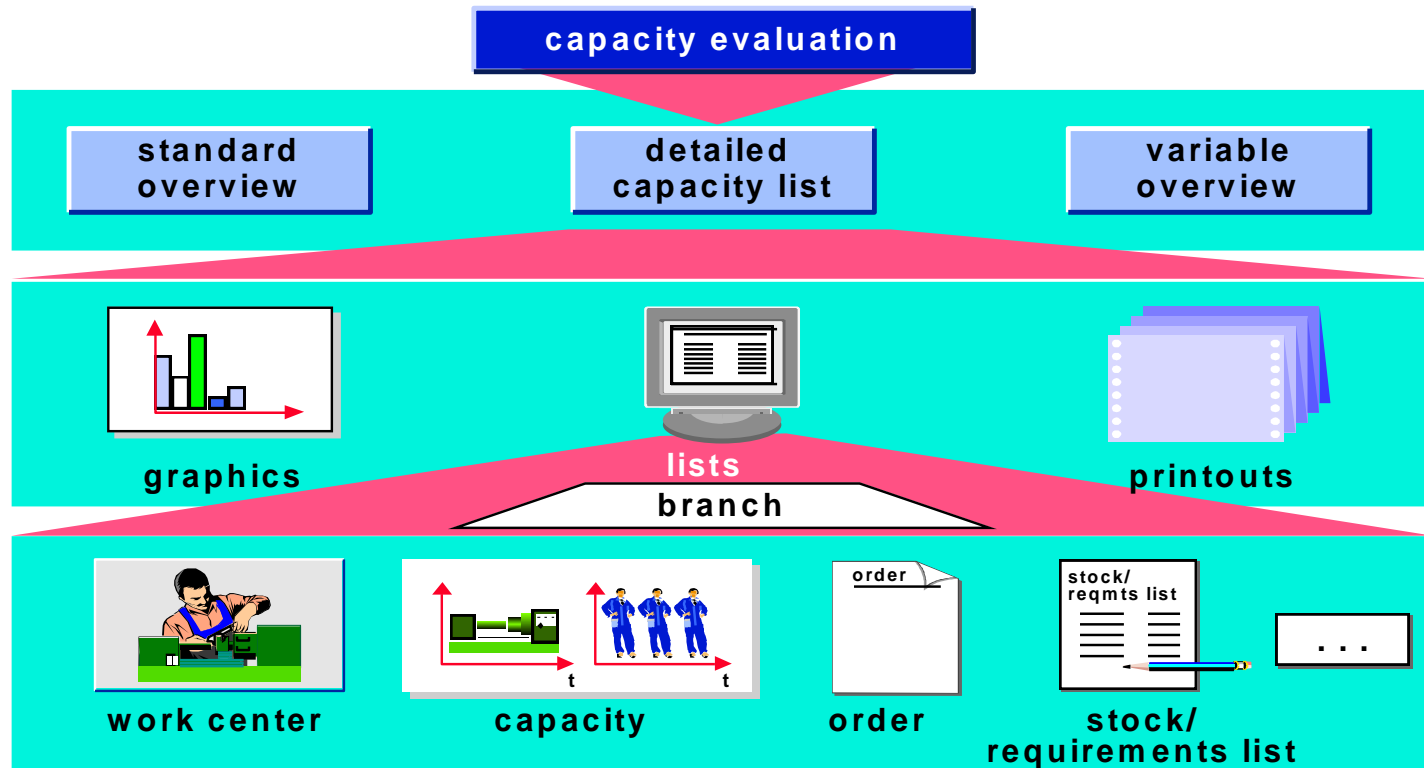 capacity evaluation
standard
overview
detailed
capacity list
variable
overview
graphics
lists
printouts
branch
order
stock/
reqmts list
t
t
. . .
work center
capacity
order
stock/
requirements list